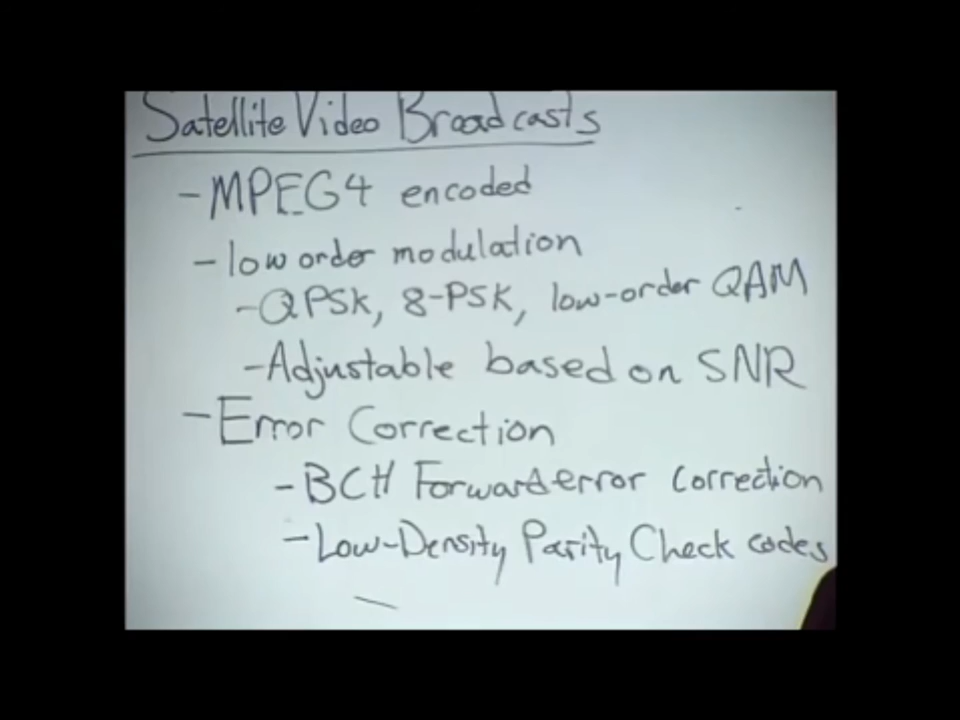 Satellite Video Broadcasts
- MPEG4 encoded
- low order modulation
- QPSK, 8-PSK, low-order QAM
- Adjustable based on SNR
- Error Correction
- BCH Forward error correction
- Low-Density Parity Check codes